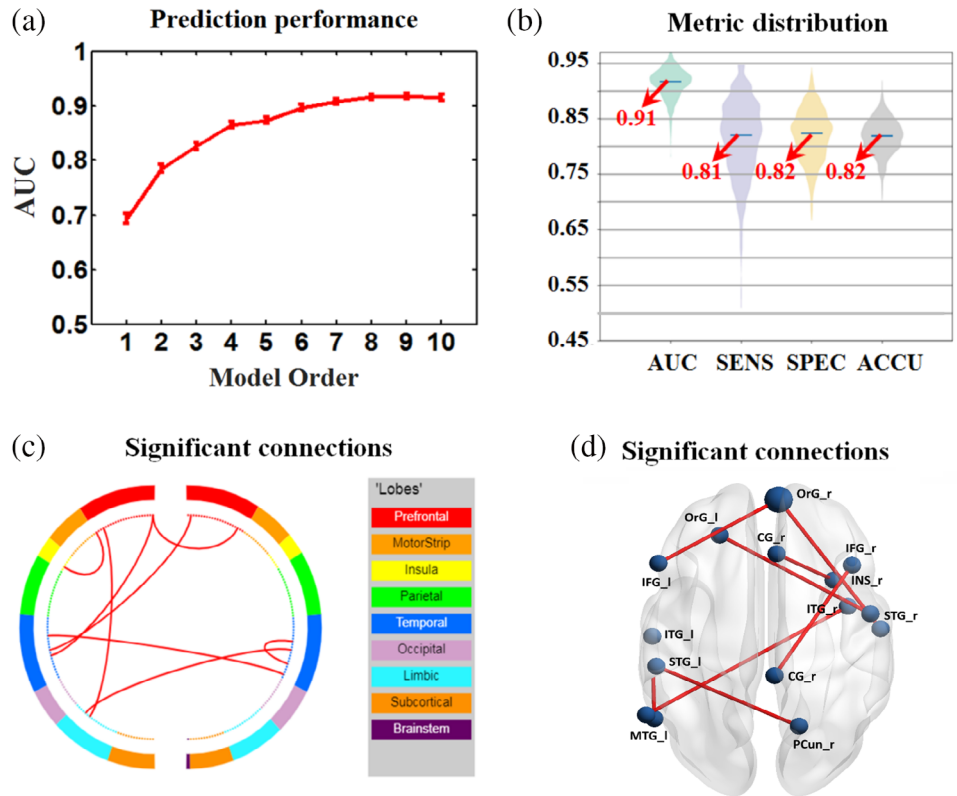 (a)
Prediction performance
AUC
1
0.9
0.8
0.7
0.6
0.5
1 2 3 4 5 6 7 8 9 10
Model Order
(b)
Metric distribution
0.95
0.85
0.75
0.65
0.55
0.45
0.91
0.81
0.82
0.82
AUC SENS SPEC ACCU
(c)
Significant connections
'Lobes'
Prefrontal
MotorStrip
Insula
Parietal
Temporal
Occipital
Limbic
Subcortical
Brainstem
(d)
Significant connections
OrG_r
OrG_l
CG_r
IFG_r
IFG_l
INS_r
ITG_r
STG_r
ITG_l
STG_l
CG_r
MTG_l
PCun_r